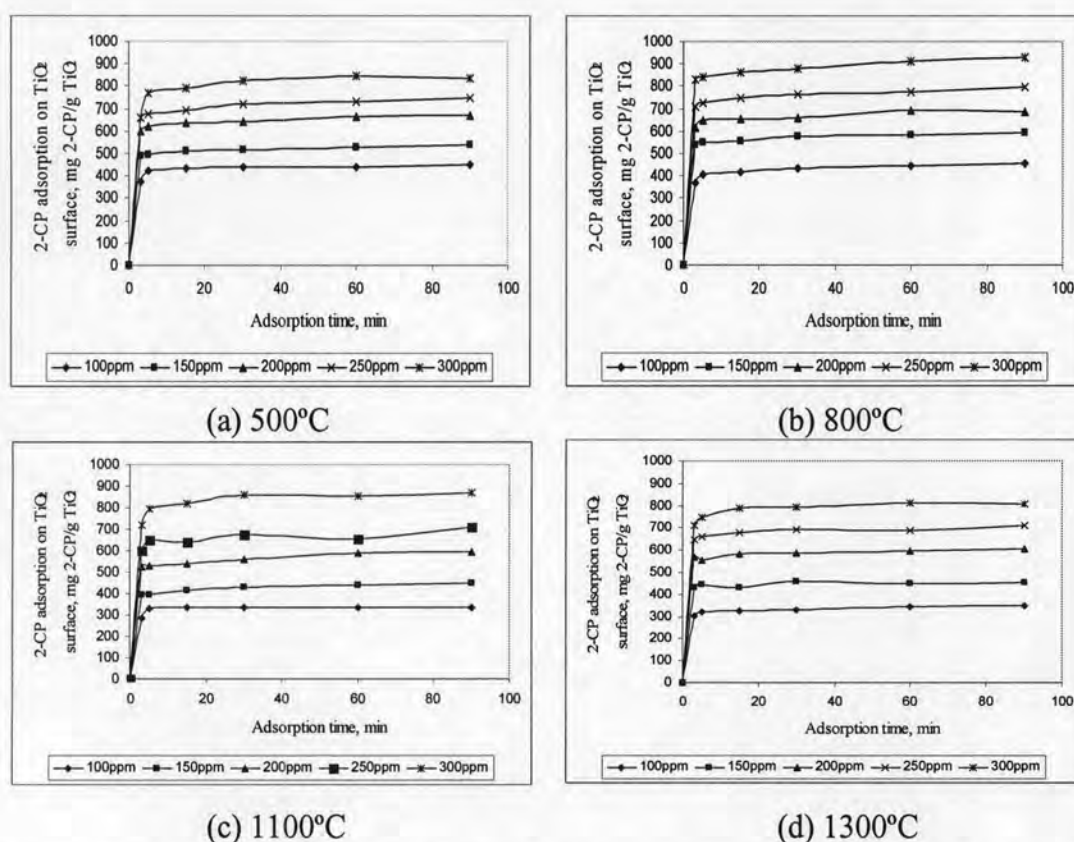 2-CP adsorption on TiO₂
surface, mg 2-CP/g TiO₂
1000
900
800
700
600
500
400
300
200
100
0
0 20 40 60 80 100
Adsorption time, min
100ppm 150ppm 200ppm 250ppm 300ppm
(a) 500ºC
2-CP adsorption on TiO₂
surface, mg 2-CP/g TiO₂
1000
900
800
700
600
500
400
300
200
100
0
0 20 40 60 80 100
Adsorption time, min
100ppm 150ppm 200ppm 250ppm 300ppm
(b) 800ºC
2-CP adsorption on TiO₂
surface, mg 2-CP/g TiO₂
1000
900
800
700
600
500
400
300
200
100
0
0 20 40 60 80 100
Adsorption time, min
100ppm 150ppm 200ppm 250ppm 300ppm
(c) 1100ºC
2-CP adsorption on TiO₂
surface, mg 2-CP/g TiO₂
1000
900
800
700
600
500
400
300
200
100
0
0 20 40 60 80 100
Adsorption time, min
100ppm 150ppm 200ppm 250ppm 300ppm
(d) 1300ºC